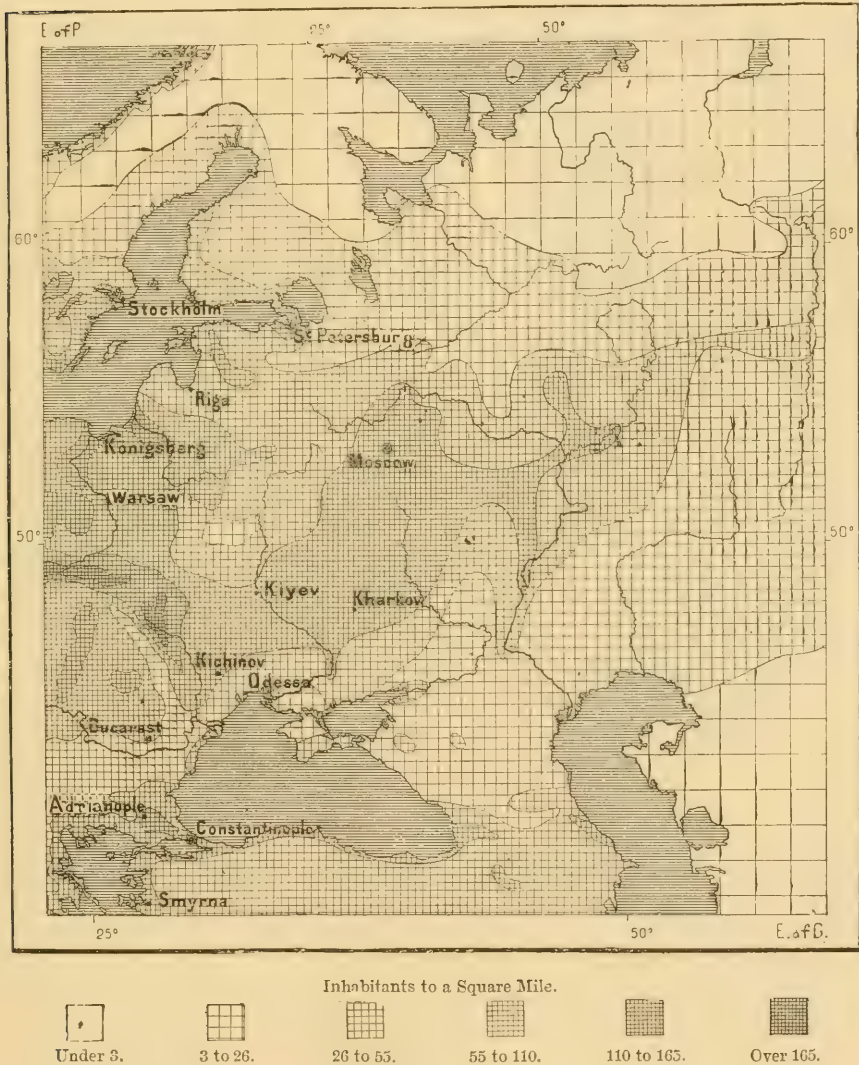 E of P 25° 50°
60° 60°
Stockholm
St Petersburg
Riga
Königsberg
Moscow
Warsaw
50° 50°
Kiyev
Kharkov
Kichinov
Odessa
Bucarast
Adrianople
Constantinople
Smyrna
25° 50° E. of G.
Inhabitants to a Square Mile.
Under 3. 3 to 26. 26 to 55. 55 to 110. 110 to 165. Over 165.